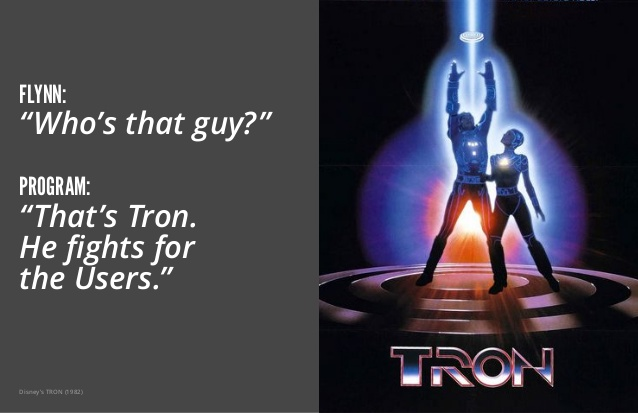 FLYNN:
“Who’s that guy?”
PROGRAM:
“That’s Tron.
He fights for
the Users.”
Disney’s TRON (1982)
TRON